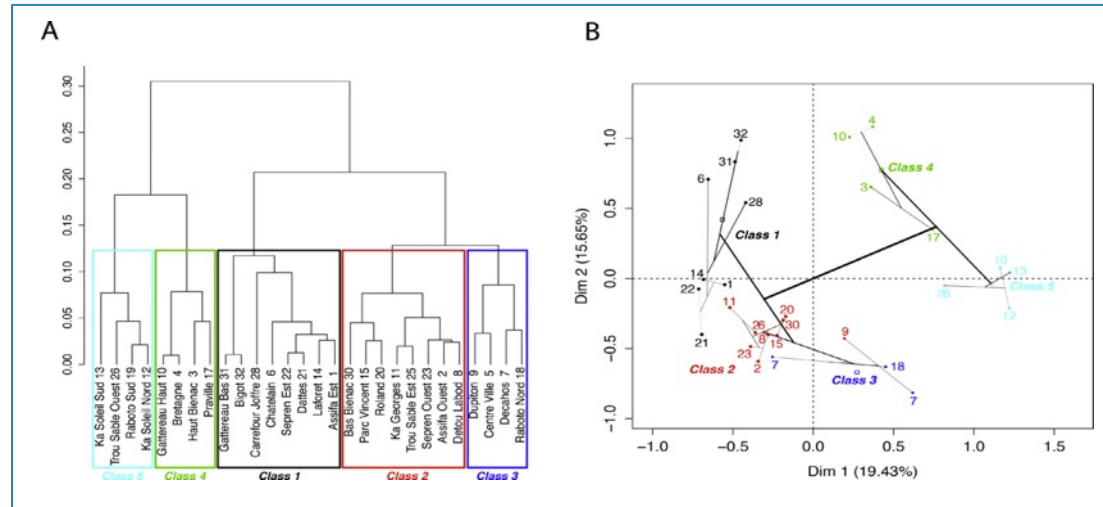 A
B
0.30
0.25
0.20
0.15
0.10
0.05
0.00
Ka Soleil Sud 13
Trou Sable Ouest 26
Raboto Sud 19
Ka Soleil Nord 12
Gattereau Haut 10
Bretagne 4
Haut Bienac 3
Praville 17
Gattereau Bas 31
Bigot 32
Carrefour Joffre 28
Chatelain 6
Sepren Est 22
Dattes 21
Laforet 14
Assifa Est 1
Bas Bienac 30
Parc Vincent 15
Roland 20
Ka Georges 11
Trou Sable Est 25
Sepren Ouest 23
Assifa Ouest 2
Detou Labod 8
Dupiton 9
Centre Ville 5
Decahos 7
Raboto Nord 18
Class 5
Class 4
Class 1
Class 2
Class 3
Dim 2 (15.65%)
1.0
0.5
0.0
−0.5
−1.0
32
31
6
28
Class 1
14
1
22
21
4
10
Class 4
3
17
19
13
26
Class 5
12
11
20
26
30
8
15
23
2
Class 2
7
9
18
Class 3
7
−1.0
−0.5
0.0
0.5
1.0
1.5
Dim 1 (19.43%)